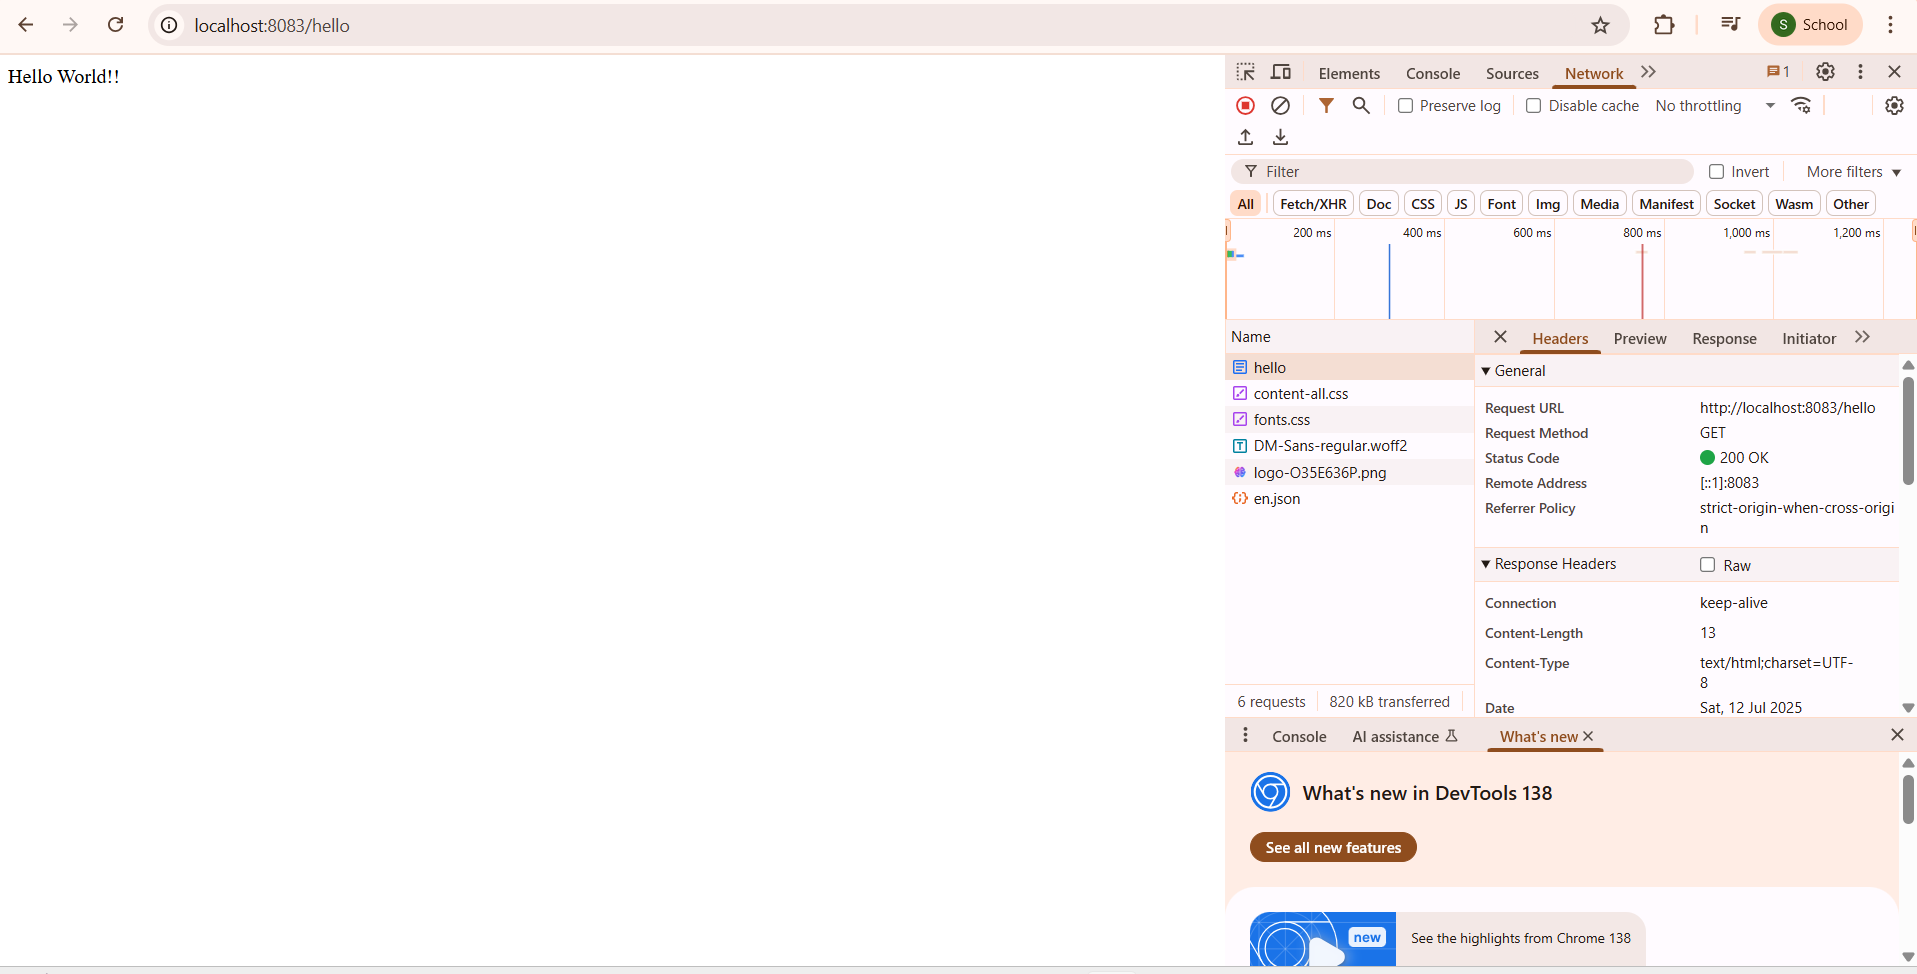 localhost:8083/hello
S School
Hello World!!
Elements Console Sources Network 1
Preserve log Disable cache No throttling
Filter Invert More filters
All Fetch/XHR Doc CSS JS Font Img Media Manifest Socket Wasm Other
200 ms 400 ms 600 ms 800 ms 1,000 ms 1,200 ms
Name
hello
content-all.css
fonts.css
DM-Sans-regular.woff2
logo-O35E636P.png
en.json
6 requests 820 kB transferred
Headers Preview Response Initiator
General
Request URL http://localhost:8083/hello
Request Method GET
Status Code 200 OK
Remote Address [::1]:8083
Referrer Policy strict-origin-when-cross-origi
n
Response Headers Raw
Connection keep-alive
Content-Length 13
Content-Type text/html;charset=UTF-
8
Date Sat, 12 Jul 2025
Console AI assistance What's new
What's new in DevTools 138
See all new features
new
See the highlights from Chrome 138